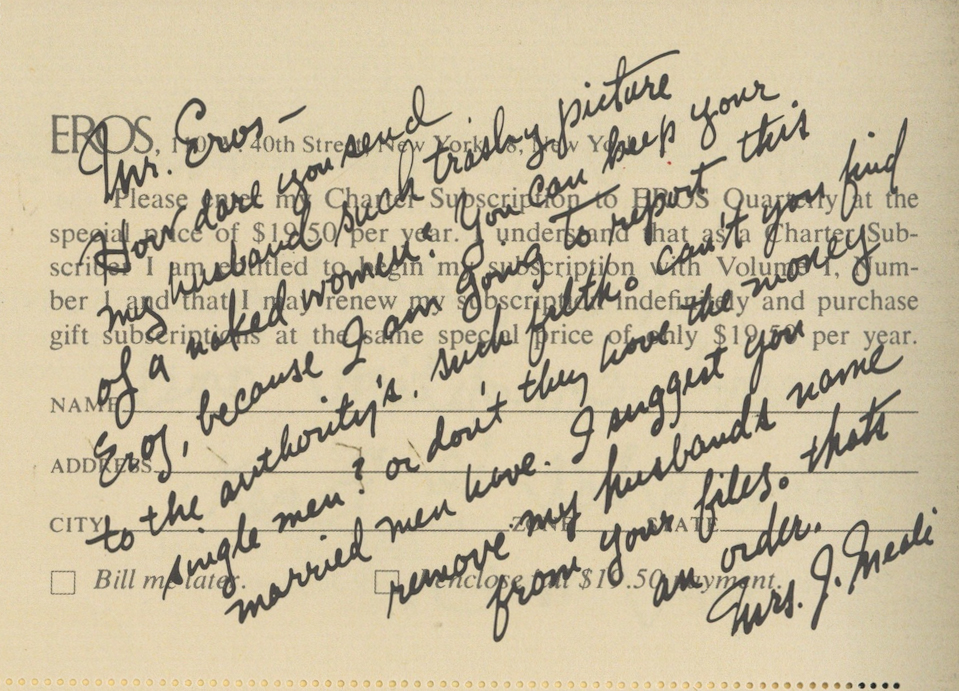 Mr. Eros -
How dare you send
my husband such trashy picture
of a naked women? You can keep your
Eros, because I am going to report this
to the authority's. such filth. can't you find
single men? or don't they have the money
married men have. I suggest you
remove my husbands name
from your files. thats
an order.
Mrs. J. Meali
EROS, 40th Street, New York 18, New York
Please enter my Charter Subscription to EROS Quarterly at the
special price of $19.50 per year. I understand that as a Charter Sub-
scriber I am entitled to begin my subscription with Volume 1, Num-
ber 1 and that I may renew my subscription indefinitely and purchase
gift subscriptions at the same special price of only $19.50 per year.
NAME
ADDRESS
CITY ZONE STATE
Bill me later. I enclose full $19.50 payment.